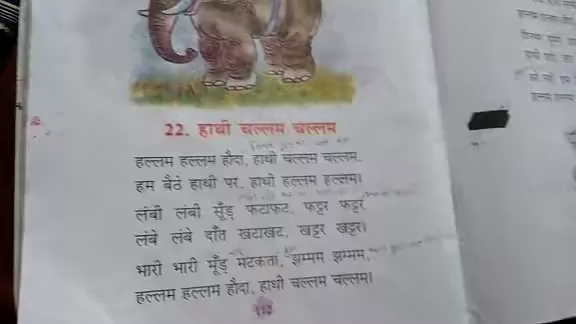 22. हाथी चल्लम चल्लम
हल्लम हल्लम हौदा, हाथी चल्लम चल्लम,
हम बैठे हाथी पर, हाथी हल्लम हल्लम।
लंबी लंबी सूँड़ फटाफट, फट्टर फट्टर
लंबे लंबे दाँत खटाखट, खट्टर खट्टर।
भारी भारी मूँड़ मटकता, झम्मम झम्मम,
हल्लम हल्लम हौदा, हाथी चल्लम चल्लम।